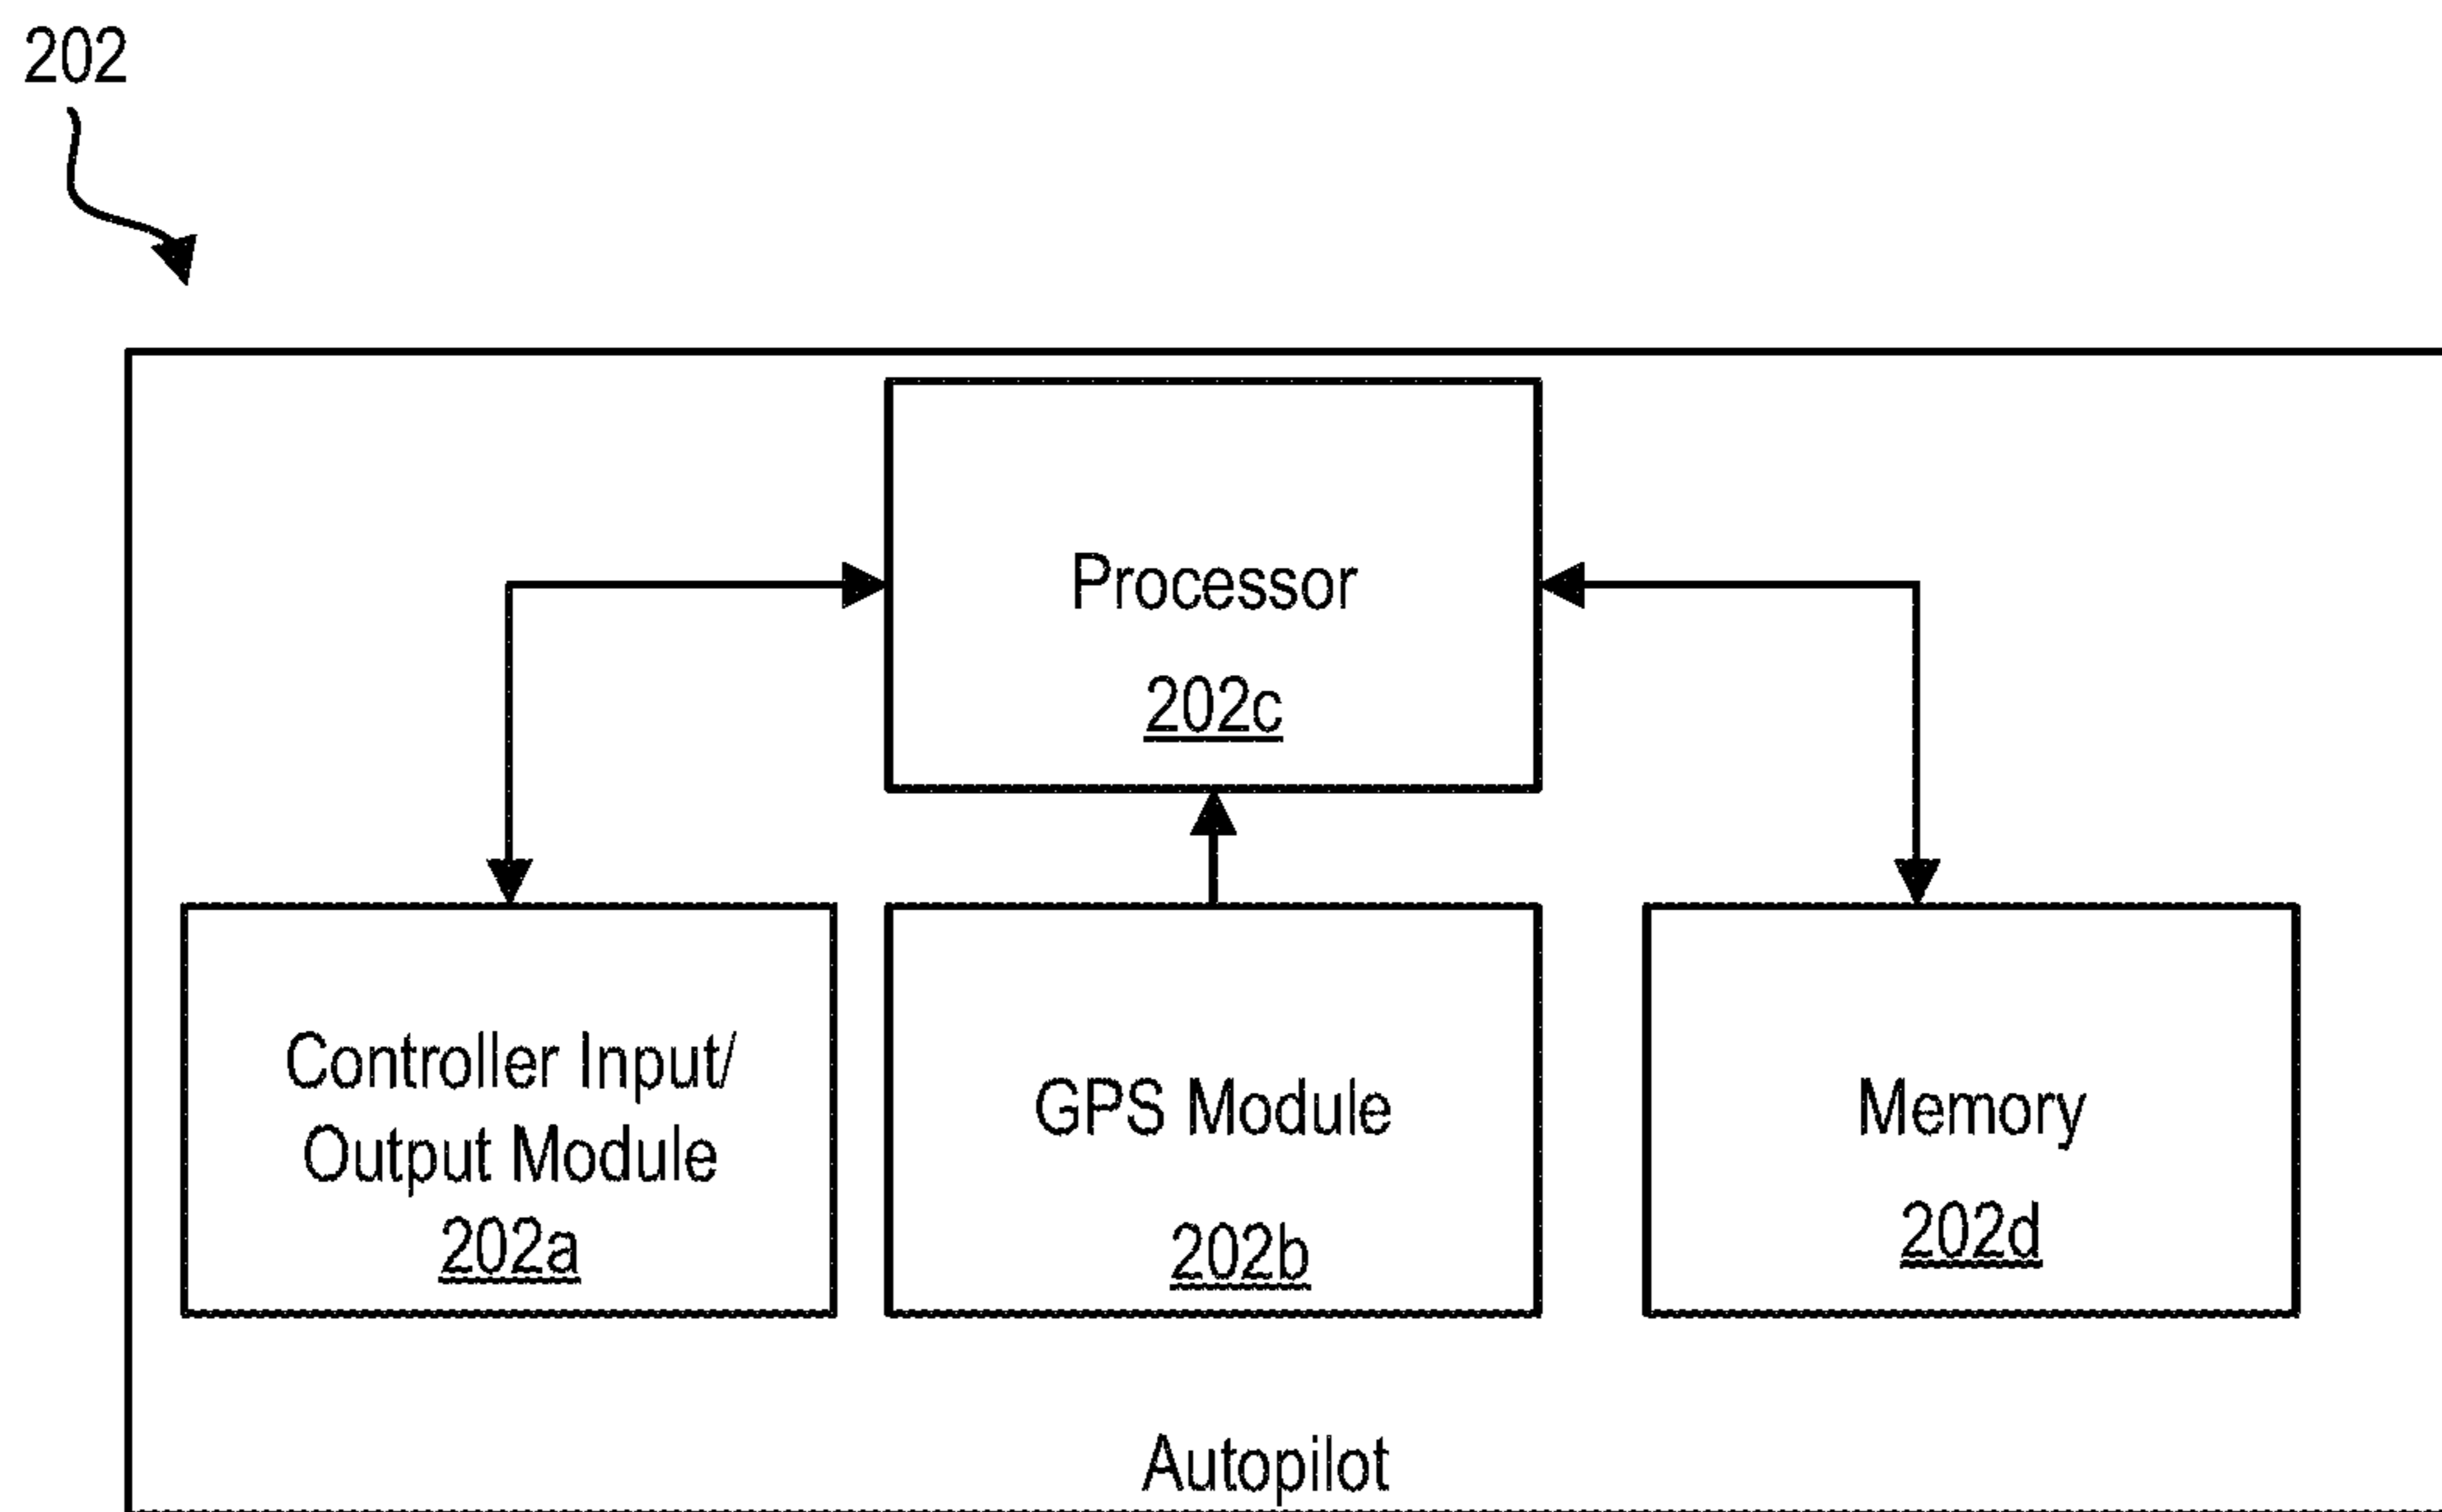 202
Processor
202c
Controller Input/
Output Module
202a
GPS Module
202b
Memory
202d
Autopilot